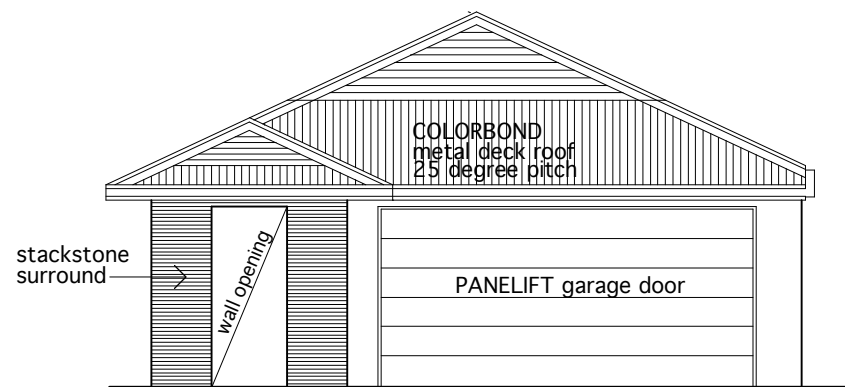 COLORBOND
metal deck roof
25 degree pitch
stackstone
surround
wall opening
PANELIFT garage door